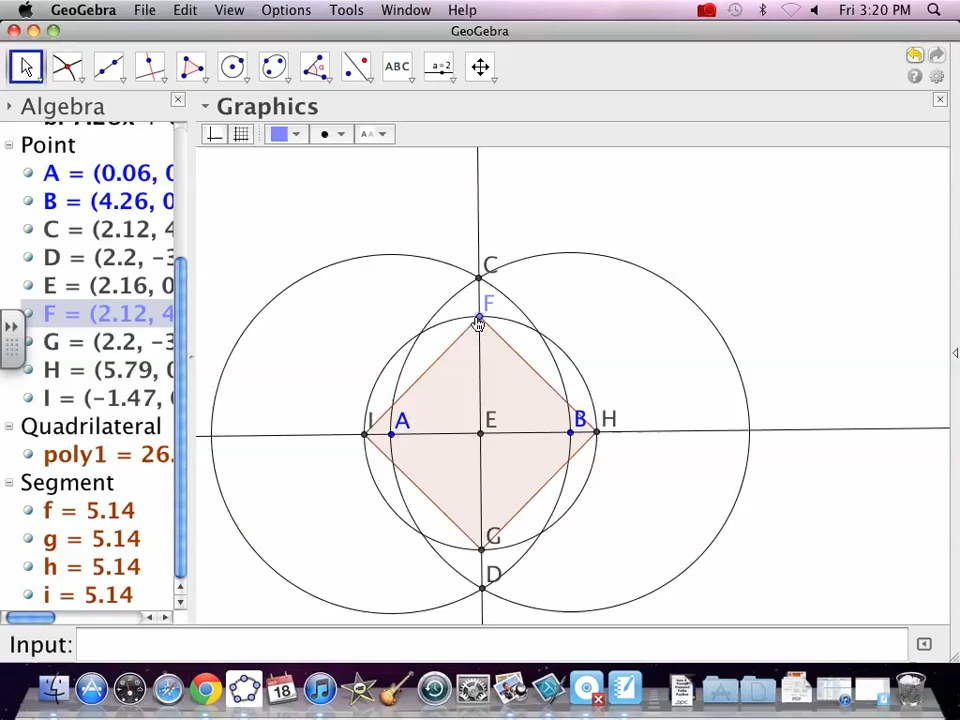 GeoGebra File Edit View Options Tools Window Help Fri 3:20 PM
GeoGebra
ABC a=2
Algebra
Graphics
A A
Point
A = (0.06, 0
B = (4.26, 0
C = (2.12, 4
D = (2.2, -3
E = (2.16, 0
F = (2.12, 4
G = (2.2, -3
H = (5.79, 0
I = (-1.47, 0
Quadrilateral
poly1 = 26.
Segment
f = 5.14
g = 5.14
h = 5.14
i = 5.14
C
F
I A E B H
G
D
Input:
18